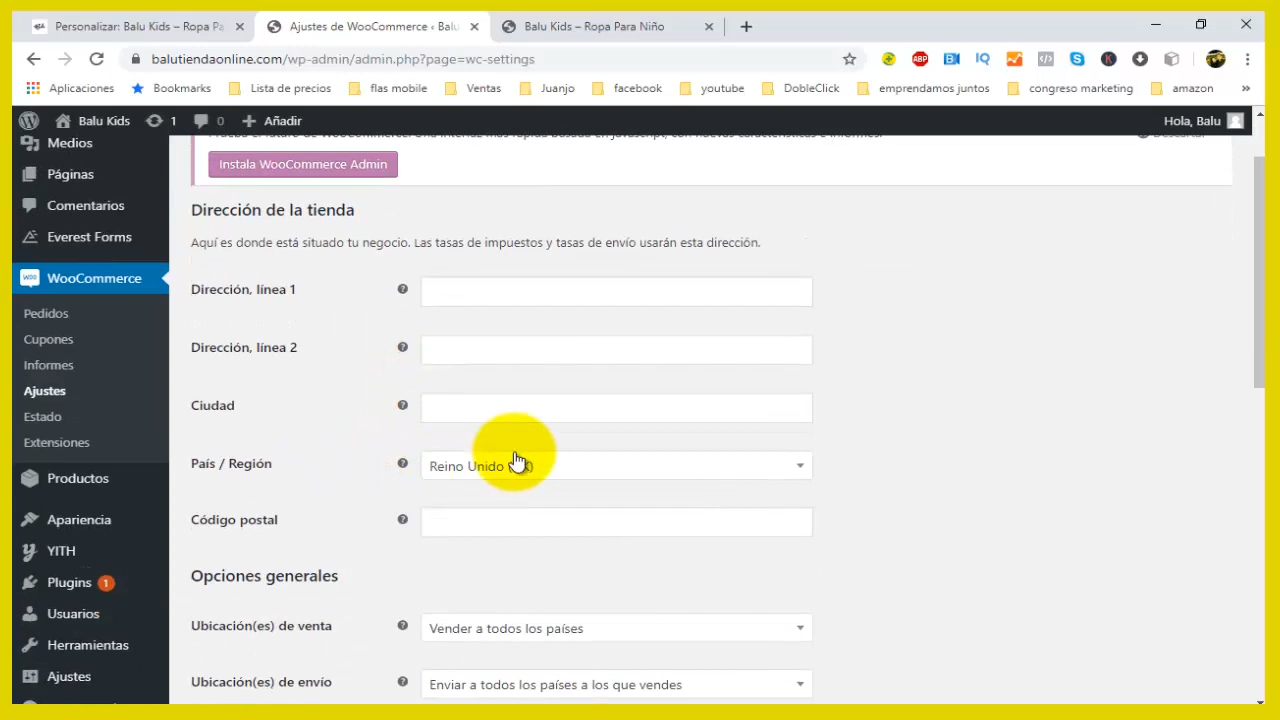 Personalizar: Balu Kids – Ropa Pa
Ajustes de WooCommerce ‹ Balu
Balu Kids – Ropa Para Niño
balutiendaonline.com/wp-admin/admin.php?page=wc-settings
Aplicaciones
Bookmarks
Lista de precios
flas mobile
Ventas
Juanjo
facebook
youtube
DobleClick
emprendamos juntos
congreso marketing
amazon
Balu Kids
1
0
Añadir
Hola, Balu
Medios
Páginas
Comentarios
Everest Forms
WooCommerce
Pedidos
Cupones
Informes
Ajustes
Estado
Extensiones
Productos
Apariencia
YITH
Plugins 1
Usuarios
Herramientas
Ajustes
Instala WooCommerce Admin
Dirección de la tienda
Aquí es donde está situado tu negocio. Las tasas de impuestos y tasas de envío usarán esta dirección.
Dirección, línea 1
Dirección, línea 2
Ciudad
País / Región
Reino Unido
Código postal
Opciones generales
Ubicación(es) de venta
Vender a todos los países
Ubicación(es) de envío
Enviar a todos los países a los que vendes